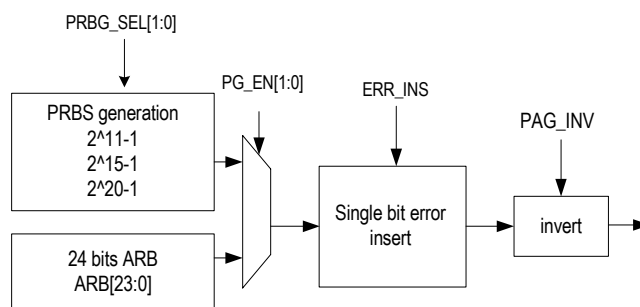 PRBG_SEL[1:0]
PG_EN[1:0]
ERR_INS
PAG_INV
PRBS generation
2^11-1
2^15-1
2^20-1
Single bit error
insert
invert
24 bits ARB
ARB[23:0]